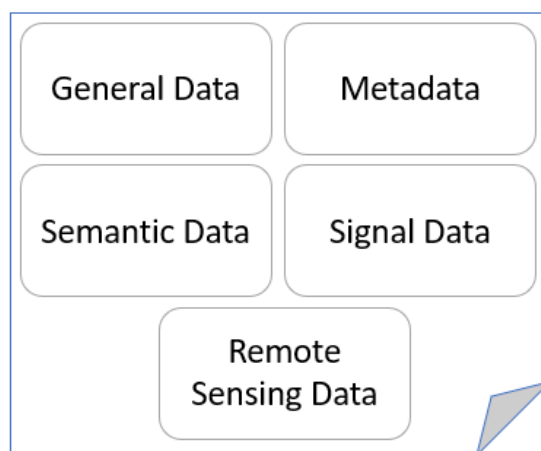 General Data
Metadata
Semantic Data
Signal Data
Remote
Sensing Data